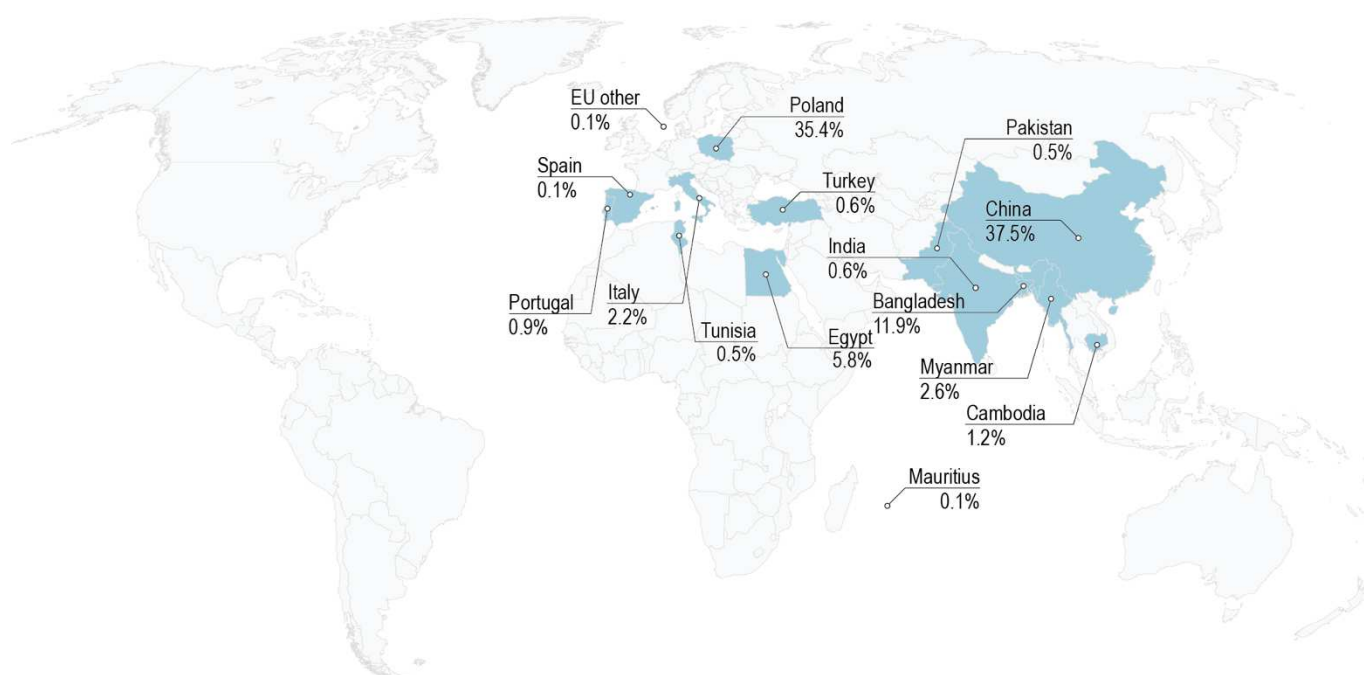 EU other
0.1%
Poland
35.4%
Pakistan
0.5%
Spain
0.1%
Turkey
0.6%
China
37.5%
India
0.6%
Portugal
0.9%
Italy
2.2%
Tunisia
0.5%
Egypt
5.8%
Bangladesh
11.9%
Myanmar
2.6%
Cambodia
1.2%
Mauritius
0.1%